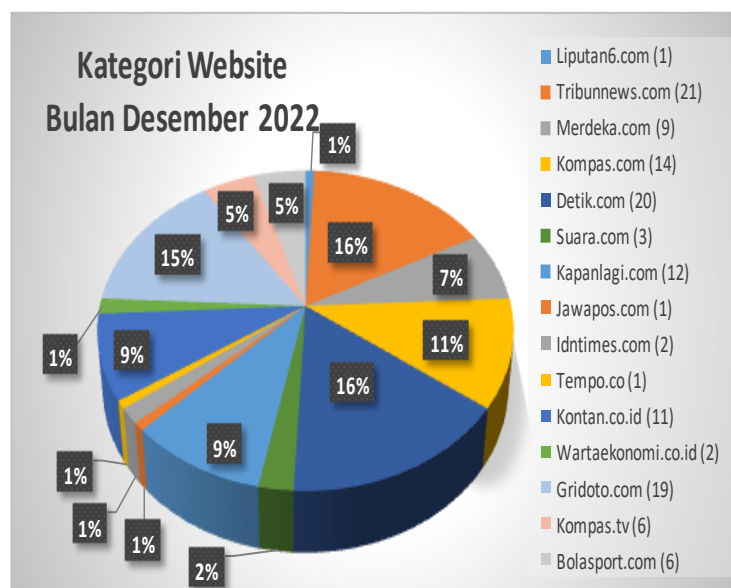 Kategori Website
Bulan Desember 2022
1%
16%
7%
11%
16%
2%
9%
1%
1%
1%
9%
1%
15%
5%
5%
Liputan6.com (1)
Tribunnews.com (21)
Merdeka.com (9)
Kompas.com (14)
Detik.com (20)
Suara.com (3)
Kapanlagi.com (12)
Jawapos.com (1)
Idntimes.com (2)
Tempo.co (1)
Kontan.co.id (11)
Wartaekonomi.co.id (2)
Gridoto.com (19)
Kompas.tv (6)
Bolasport.com (6)